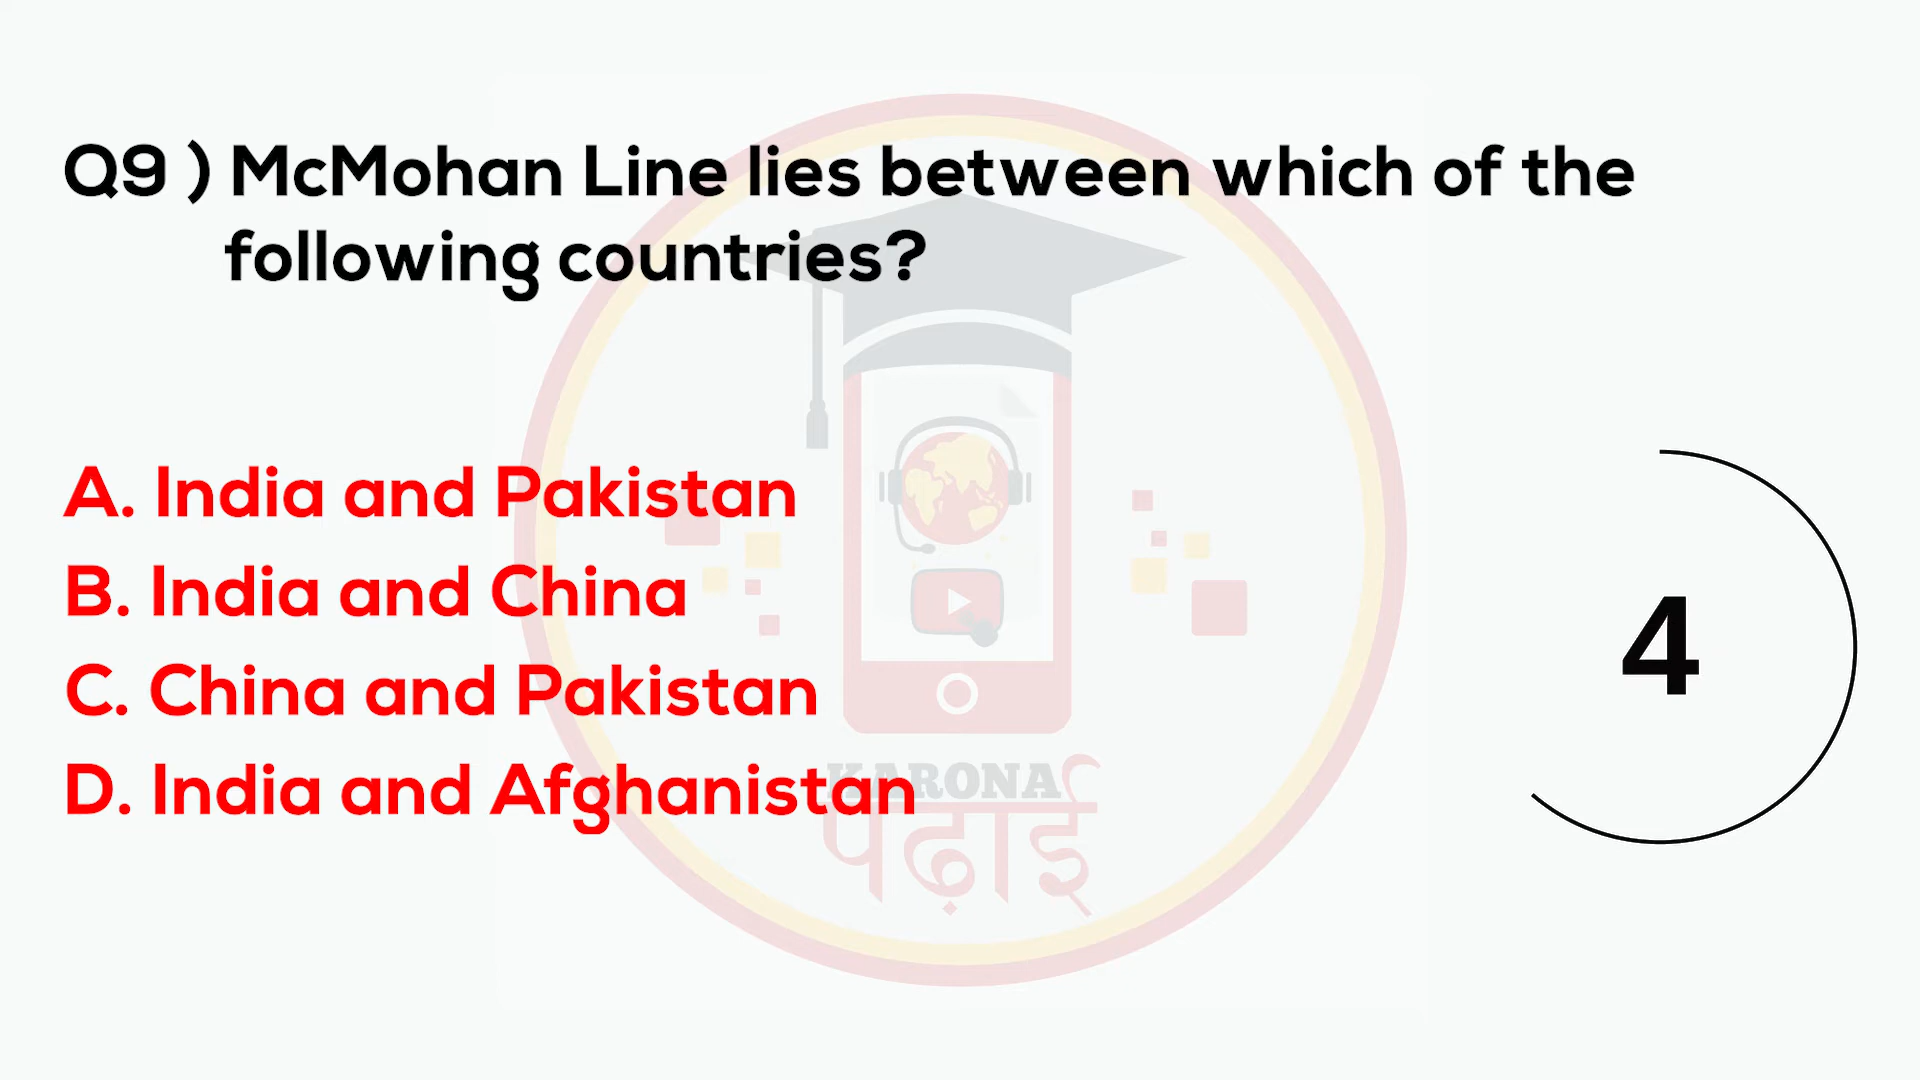 Q9 ) McMohan Line lies between which of the
following countries?
A. India and Pakistan
B. India and China
C. China and Pakistan
D. India and Afghanistan
4
KARONA
पढ़ाई